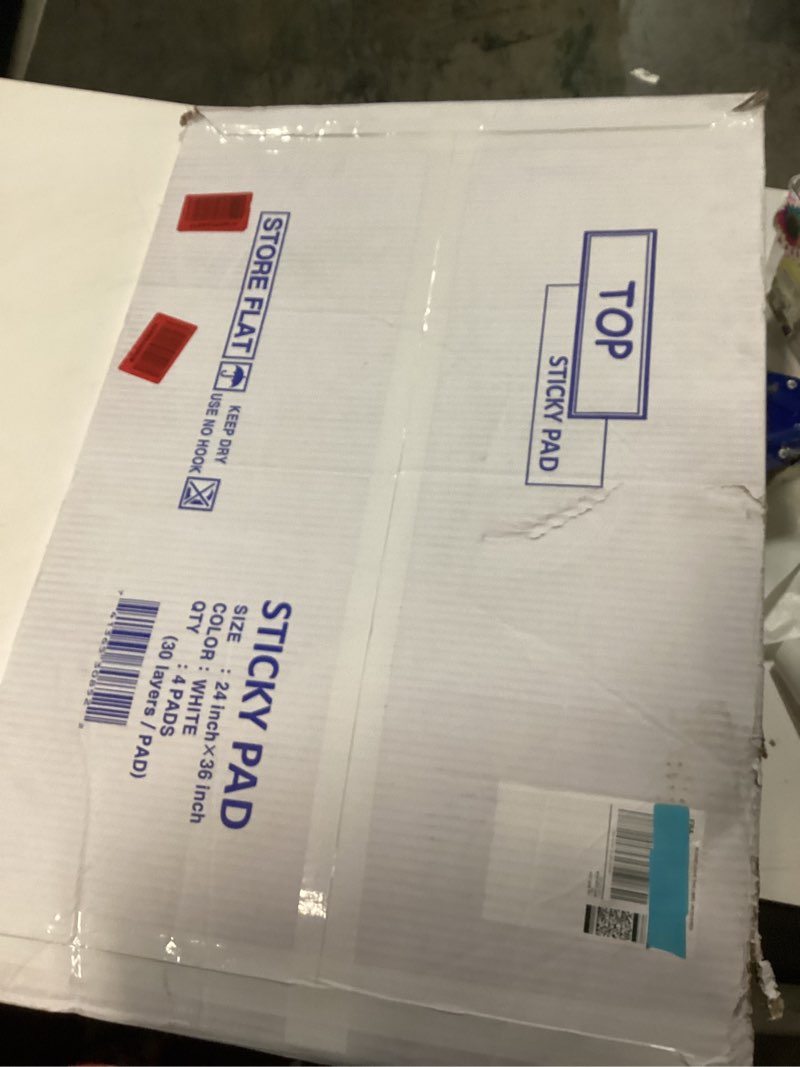 TOP
STICKY PAD
STORE FLAT
KEEP DRY
USE NO HOOK
STICKY PAD
SIZE : 24 inch×36 inch
COLOR : WHITE
QTY : 4 PADS
(30 layers / PAD)